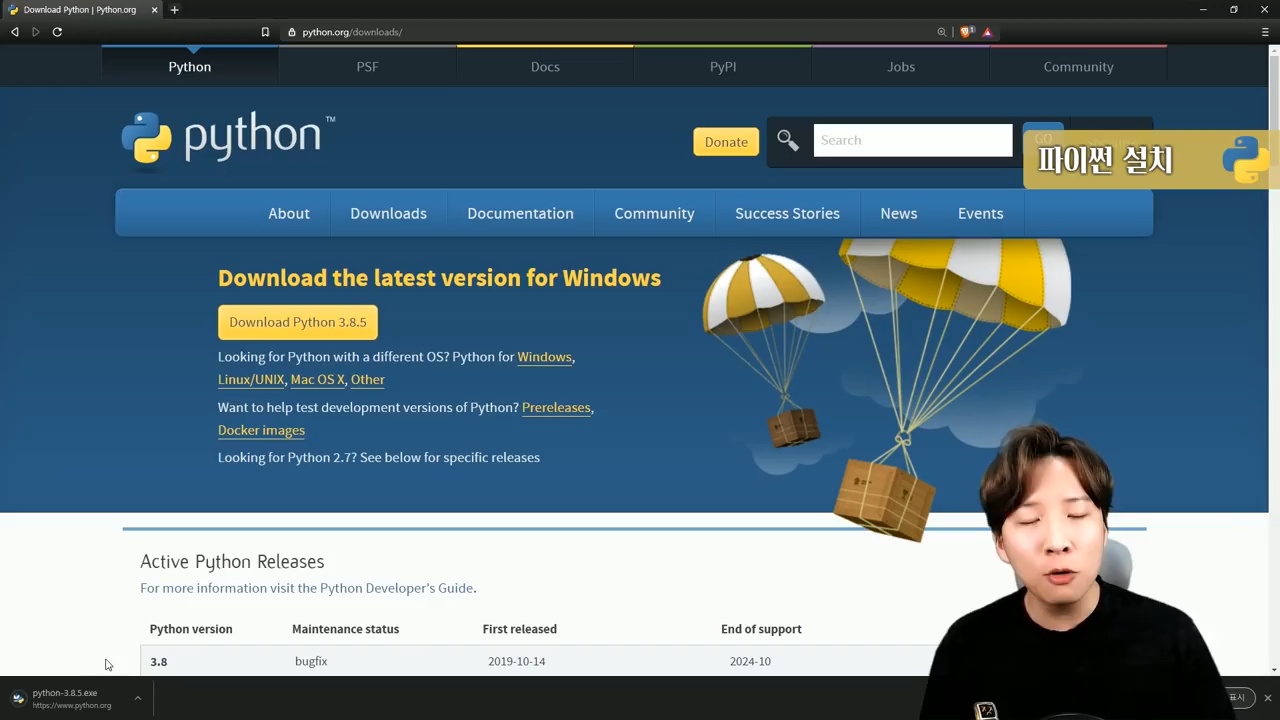 Download Python | Python.org
python.org/downloads/
Python
PSF
Docs
PyPI
Jobs
Community
python™
Donate
Search
GO
파이썬 설치
About
Downloads
Documentation
Community
Success Stories
News
Events
Download the latest version for Windows
Download Python 3.8.5
Looking for Python with a different OS? Python for Windows,
Linux/UNIX, Mac OS X, Other
Want to help test development versions of Python? Prereleases,
Docker images
Looking for Python 2.7? See below for specific releases
Active Python Releases
For more information visit the Python Developer's Guide.
Python version
Maintenance status
First released
End of support
3.8
bugfix
2019-10-14
2024-10
python-3.8.5.exe
https://www.python.org
표시